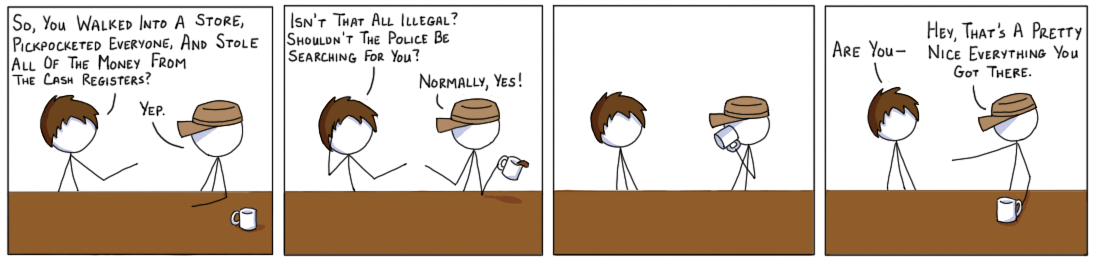 So, You Walked Into A Store,
Pickpocketed Everyone, And Stole
All Of The Money From
The Cash Registers?
Yep.
Isn't That All Illegal?
Shouldn't The Police Be
Searching For You?
Normally, Yes!
Are You—
Hey, That's A Pretty
Nice Everything You
Got There.